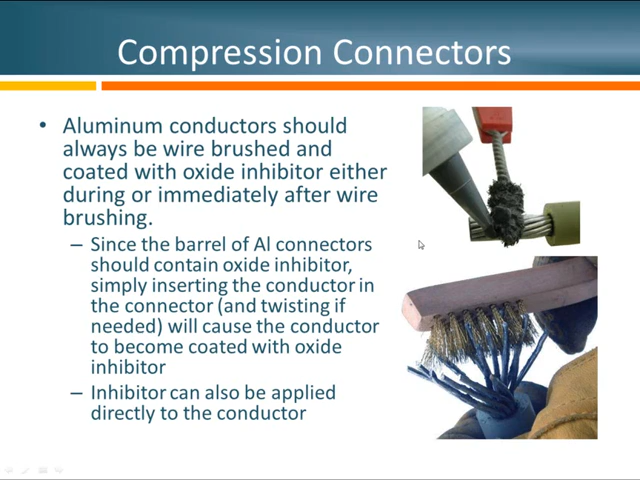 Compression Connectors
• Aluminum conductors should
always be wire brushed and
coated with oxide inhibitor either
during or immediately after wire
brushing.
– Since the barrel of Al connectors
should contain oxide inhibitor,
simply inserting the conductor in
the connector (and twisting if
needed) will cause the conductor
to become coated with oxide
inhibitor
– Inhibitor can also be applied
directly to the conductor